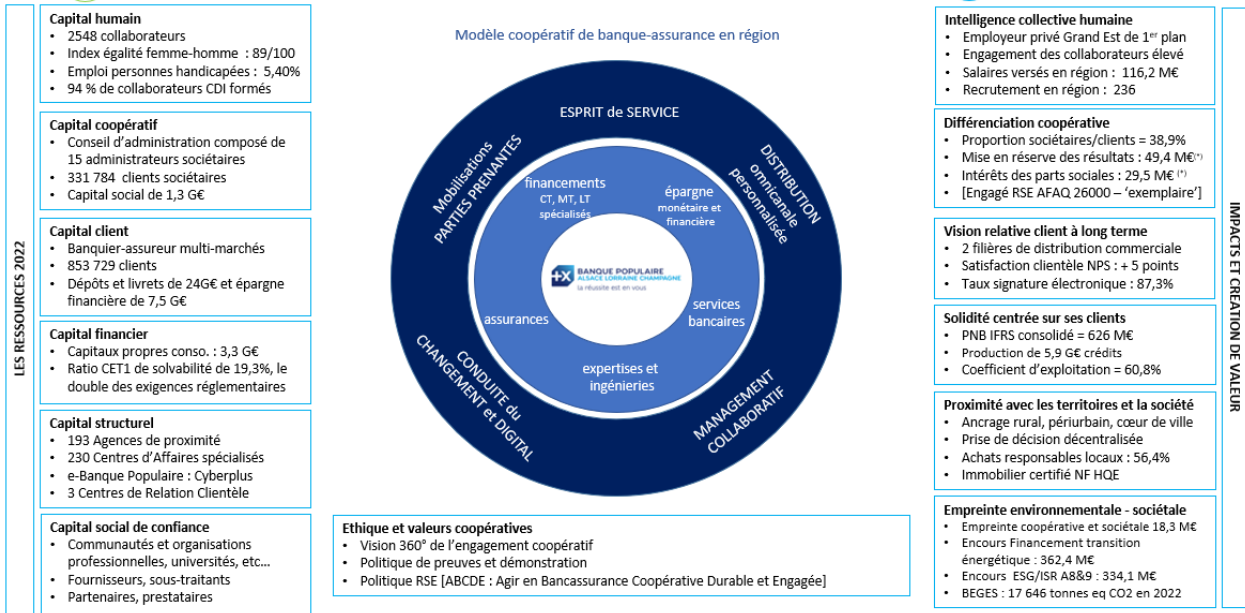 LES RESSOURCES 2022
Capital humain
• 2548 collaborateurs
• Index égalité femme-homme : 89/100
• Emploi personnes handicapées : 5,40%
• 94 % de collaborateurs CDI formés
Capital coopératif
• Conseil d'administration composé de
15 administrateurs sociétaires
• 331 784 clients sociétaires
• Capital social de 1,3 G€
Capital client
• Banquier-assureur multi-marchés
• 853 729 clients
• Dépôts et livrets de 24G€ et épargne
financière de 7,5 G€
Capital financier
• Capitaux propres conso. : 3,3 G€
• Ratio CET1 de solvabilité de 19,3%, le
double des exigences réglementaires
Capital structurel
• 193 Agences de proximité
• 230 Centres d'Affaires spécialisés
• e-Banque Populaire : Cyberplus
• 3 Centres de Relation Clientèle
Capital social de confiance
• Communautés et organisations
professionnelles, universités, etc...
• Fournisseurs, sous-traitants
• Partenaires, prestataires
Modèle coopératif de banque-assurance en région
ESPRIT de SERVICE
Mobilisations
PARTIES PRENANTES
DISTRIBUTION
omnicanale
personnalisée
financements
CT, MT, LT
spécialisés
épargne
monétaire et
financière
+X BANQUE POPULAIRE
ALSACE LORRAINE CHAMPAGNE
la réussite est en vous
assurances
services
bancaires
expertises et
ingénieries
CONDUITE du
CHANGEMENT et DIGITAL
MANAGEMENT
COLLABORATIF
Ethique et valeurs coopératives
• Vision 360° de l'engagement coopératif
• Politique de preuves et démonstration
• Politique RSE [ABCDE : Agir en Bancassurance Coopérative Durable et Engagée]
Intelligence collective humaine
• Employeur privé Grand Est de 1er plan
• Engagement des collaborateurs élevé
• Salaires versés en région : 116,2 M€
• Recrutement en région : 236
Différenciation coopérative
• Proportion sociétaires/clients = 38,9%
• Mise en réserve des résultats : 49,4 M€(*)
• Intérêts des parts sociales : 29,5 M€ (*)
• [Engagé RSE AFAQ 26000 – 'exemplaire']
Vision relative client à long terme
• 2 filières de distribution commerciale
• Satisfaction clientèle NPS : + 5 points
• Taux signature électronique : 87,3%
Solidité centrée sur ses clients
• PNB IFRS consolidé = 626 M€
• Production de 5,9 G€ crédits
• Coefficient d'exploitation = 60,8%
Proximité avec les territoires et la société
• Ancrage rural, périurbain, cœur de ville
• Prise de décision décentralisée
• Achats responsables locaux : 56,4%
• Immobilier certifié NF HQE
Empreinte environnementale - sociétale
• Empreinte coopérative et sociétale 18,3 M€
• Encours Financement transition
énergétique : 362,4 M€
• Encours ESG/ISR A8&9 : 334,1 M€
• BEGES : 17 646 tonnes eq CO2 en 2022
IMPACTS ET CREATION DE VALEUR